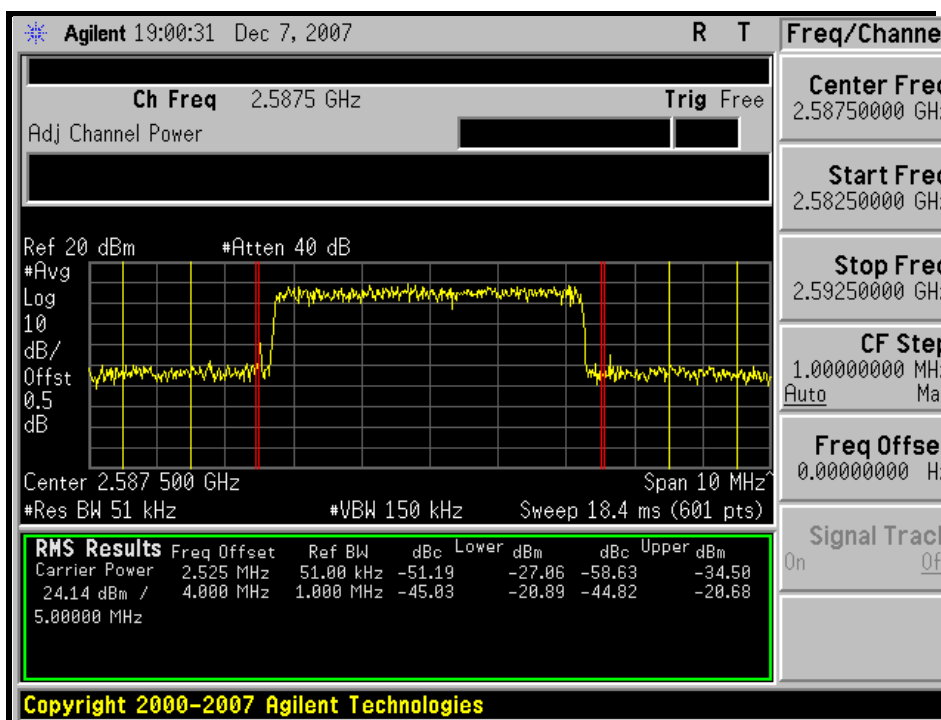 Agilent 19:00:31 Dec 7, 2007 R T
Freq/Channe
Ch Freq 2.5875 GHz Trig Free
Adj Channel Power
Center Freq
2.58750000 GHz
Start Freq
2.58250000 GHz
Stop Freq
2.59250000 GHz
CF Step
1.00000000 MHz
Auto Ma
Freq Offse
0.00000000 Hz
Signal Track
On Of
Ref 20 dBm #Atten 40 dB
#Avg
Log
10
dB/
Offst
0.5
dB
Center 2.587 500 GHz Span 10 MHz^
#Res BW 51 kHz #VBW 150 kHz Sweep 18.4 ms (601 pts)
RMS Results Freq Offset Ref BW dBc Lower dBm dBc Upper dBm
Carrier Power 2.525 MHz 51.00 kHz -51.19 -27.06 -58.63 -34.50
24.14 dBm / 4.000 MHz 1.000 MHz -45.03 -20.89 -44.82 -20.68
5.00000 MHz
Copyright 2000-2007 Agilent Technologies